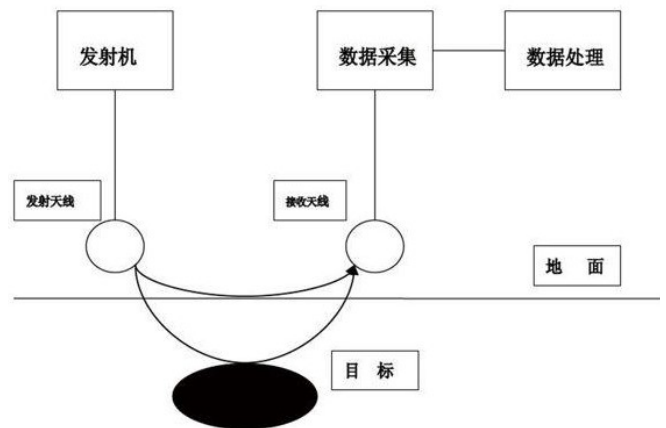 发射机
数据采集
数据处理
发射天线
接收天线
地 面
目 标